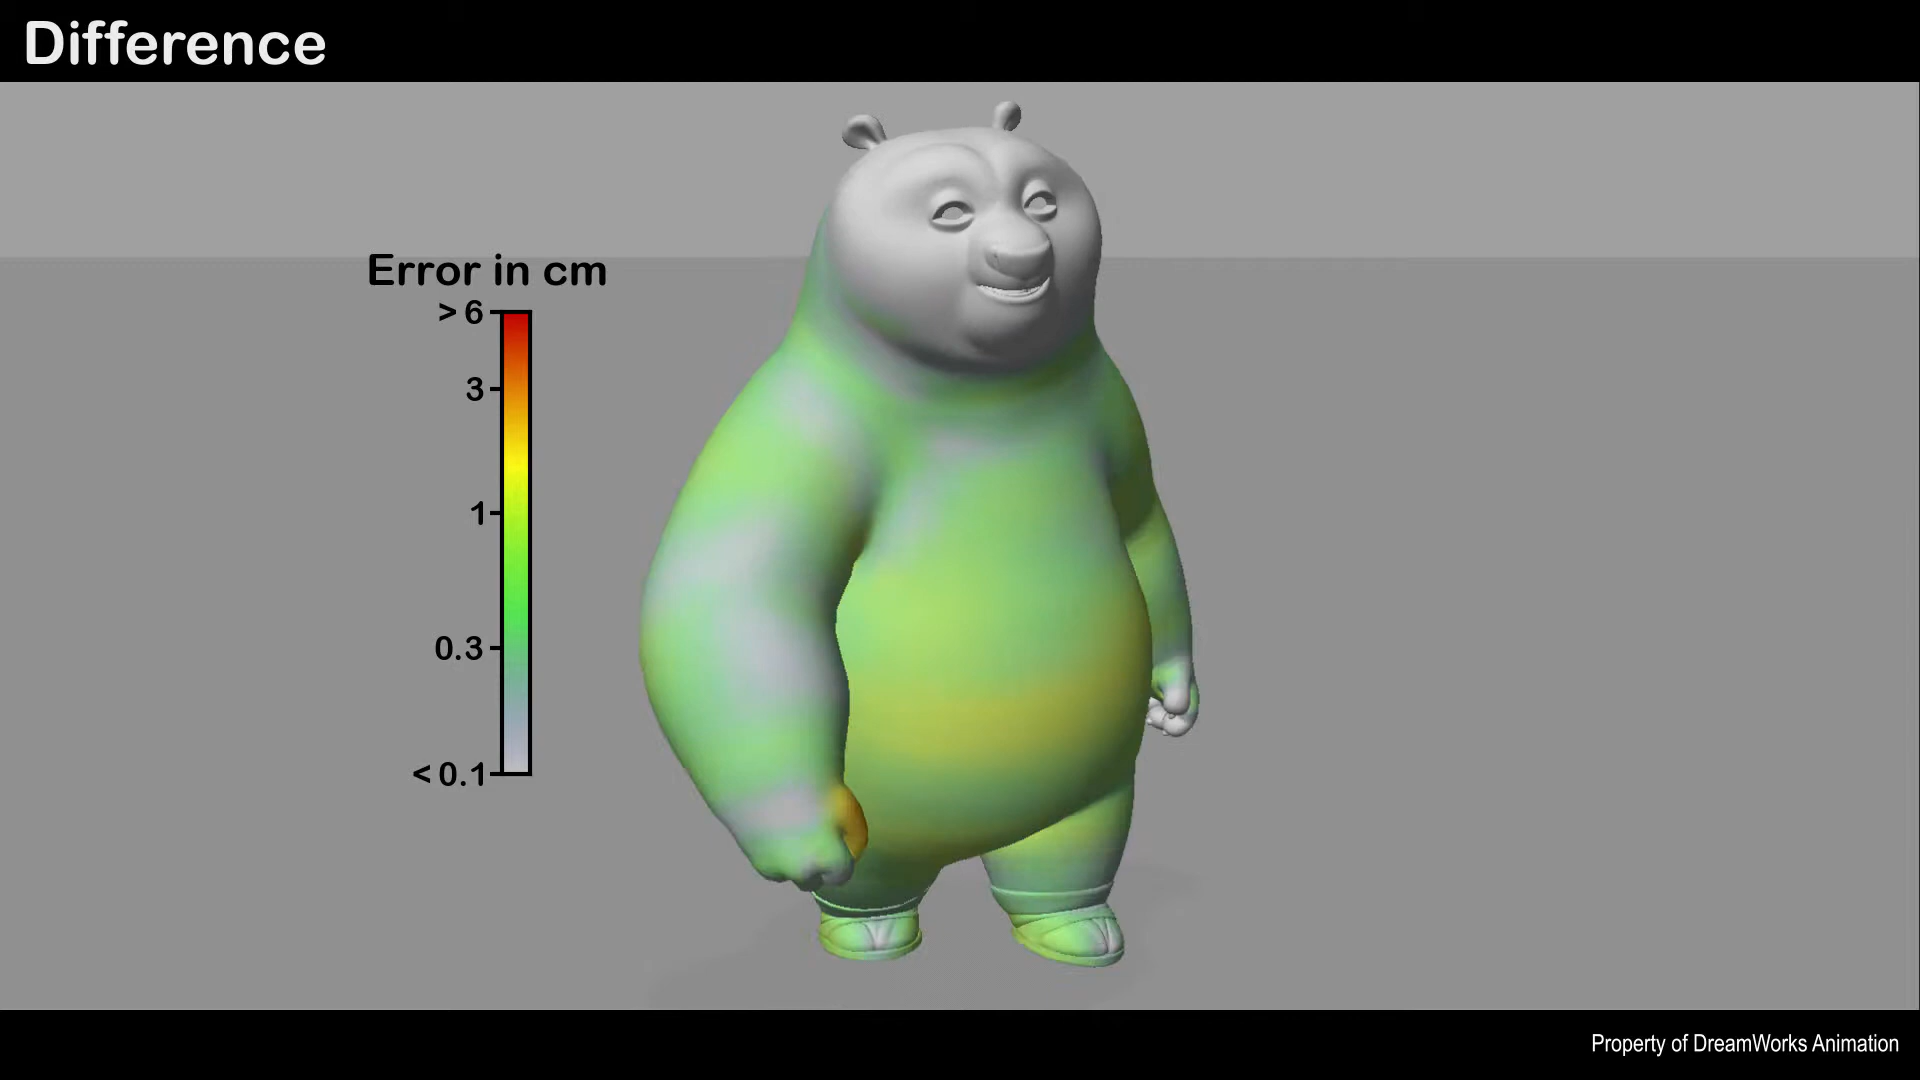 Difference
Error in cm
> 6
3
1
0.3
< 0.1
Property of DreamWorks Animation